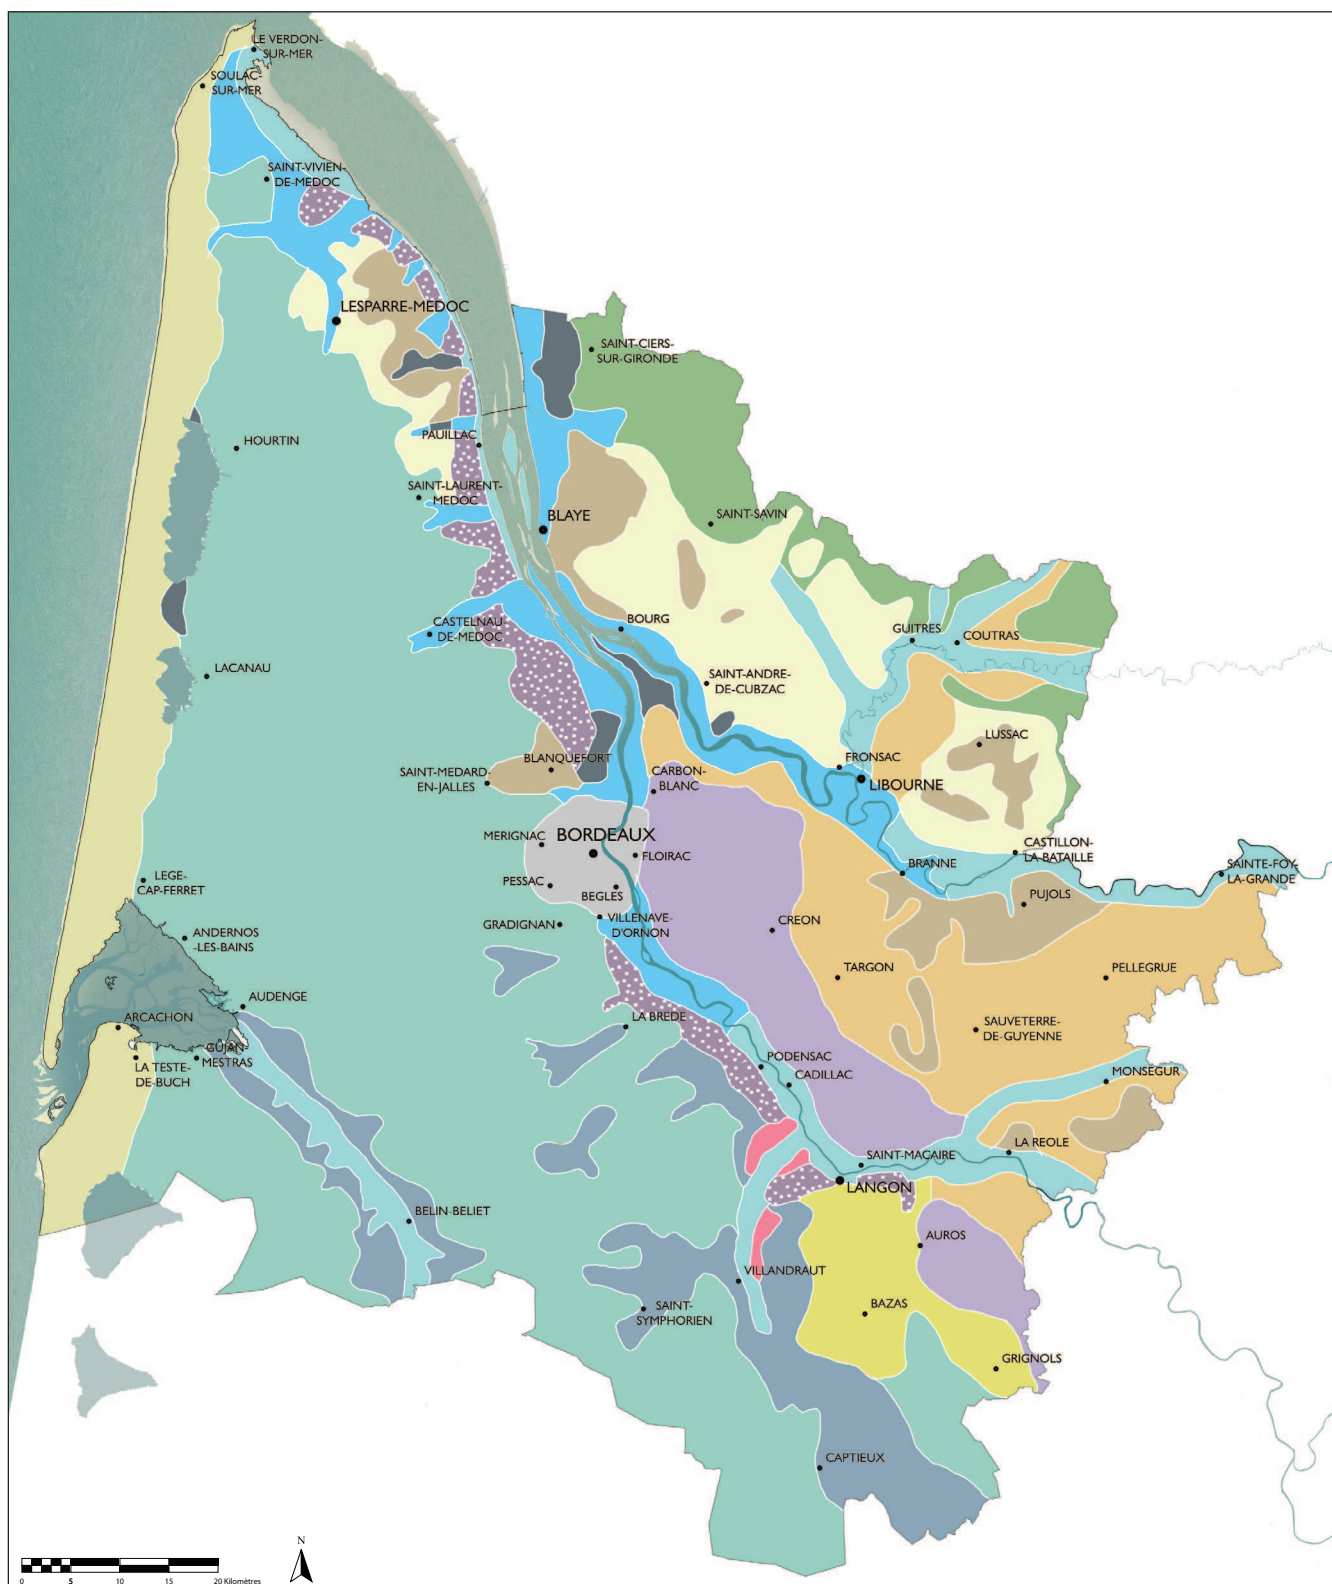 LE VERDON-
SUR-MER
SOULAC-
SUR-MER
SAINT-VIVIEN-
DE-MEDOC
LESPARRE-MEDOC
SAINT-CIERS-
SUR-GIRONDE
HOURTIN
PAUILLAC
SAINT-LAURENT-
MEDOC
BLAYE
SAINT-SAVIN
CASTELNAU
DE-MEDOC
BOURG
GUITRES
COUTRAS
LACANAU
SAINT-ANDRE-
DE-CUBZAC
LUSSAC
BLANQUEFORT
SAINT-MEDARD-
EN-JALLES
CARBON-
BLANC
FRONSAC
LIBOURNE
MERIGNAC
BORDEAUX
FLOIRAC
CASTILLON-
LA-BATAILLE
BRANNE
SAINTE-FOY-
LA-GRANDE
LEGE-
CAP-FERRET
PESSAC
BEGLES
PUJOLS
GRADIGNAN
VILLENAVE-
D'ORNON
CREON
ANDERNOS
-LES-BAINS
TARGON
PELLEGRUE
AUDENGE
ARCACHON
LA BREDE
SAUVETERRE-
DE-GUYENNE
GUJAN-
MESTRAS
LA TESTE-
DE-BUCH
PODENSAC
CADILLAC
MONSEGUR
LA REOLE
SAINT-MACAIRE
LANGON
BELIN-BELIET
AUROS
VILLANDRAUT
SAINT-
SYMPHORIEN
BAZAS
GRIGNOLS
CAPTIEUX
N
0 5 10 15 20 Kilomètres